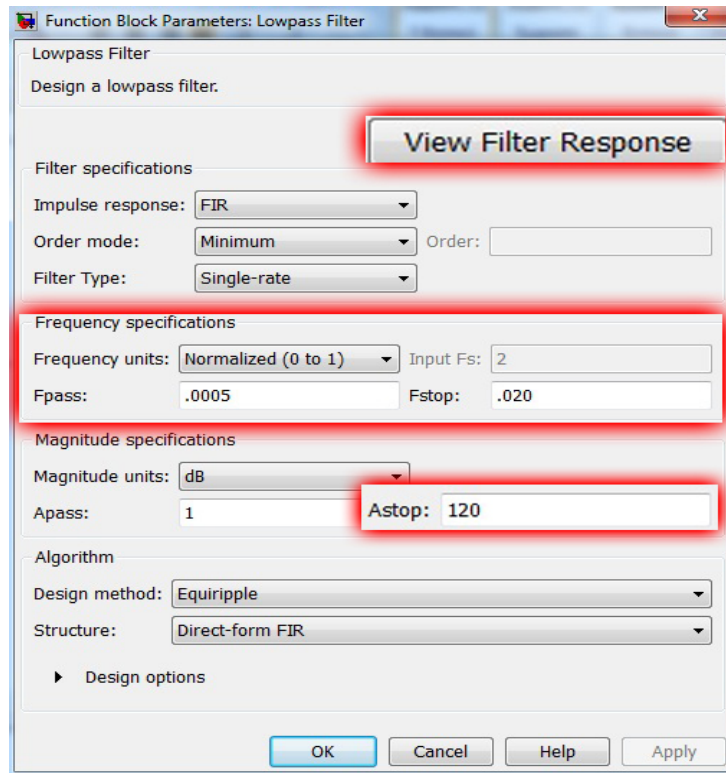 Function Block Parameters: Lowpass Filter
Lowpass Filter
Design a lowpass filter.
View Filter Response
Filter specifications
Impulse response: FIR
Order mode: Minimum Order:
Filter Type: Single-rate
Frequency specifications
Frequency units: Normalized (0 to 1) Input Fs: 2
Fpass: .0005 Fstop: .020
Magnitude specifications
Magnitude units: dB
Apass: 1 Astop: 120
Algorithm
Design method: Equiripple
Structure: Direct-form FIR
Design options
OK Cancel Help Apply